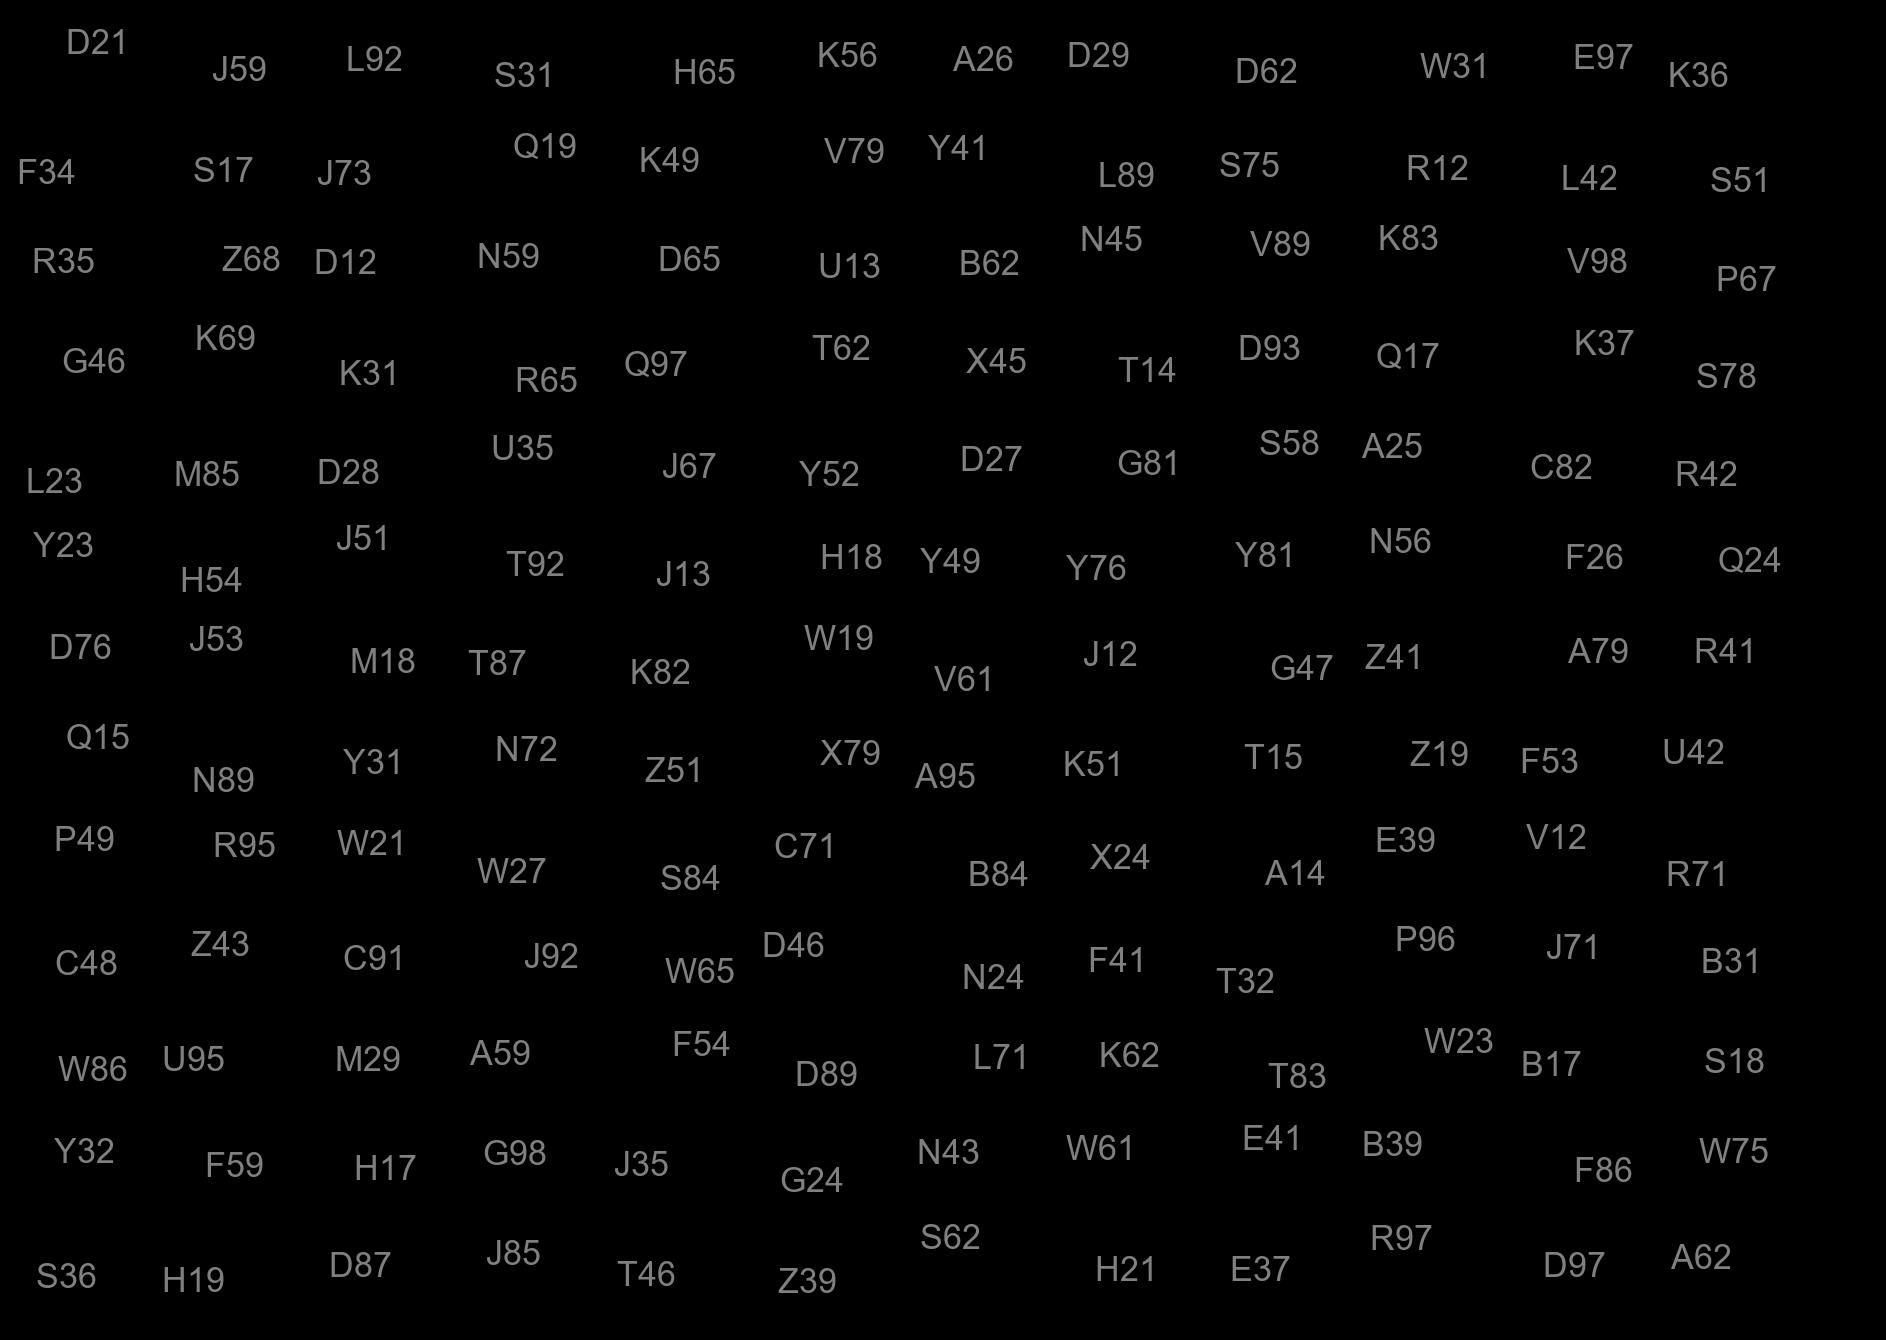 D21 J59 L92 S31 H65 K56 A26 D29 D62 W31 E97 K36
F34 S17 J73 Q19 K49 V79 Y41 L89 S75 R12 L42 S51
R35 Z68 D12 N59 D65 U13 B62 N45 V89 K83 V98 P67
G46 K69 K31 R65 Q97 T62 X45 T14 D93 Q17 K37 S78
L23 M85 D28 U35 J67 Y52 D27 G81 S58 A25 C82 R42
Y23 H54 J51 T92 J13 H18 Y49 Y76 Y81 N56 F26 Q24
D76 J53 M18 T87 K82 W19 V61 J12 G47 Z41 A79 R41
Q15 N89 Y31 N72 Z51 X79 A95 K51 T15 Z19 F53 U42
P49 R95 W21 W27 S84 C71 B84 X24 A14 E39 V12 R71
C48 Z43 C91 J92 W65 D46 N24 F41 T32 P96 J71 B31
W86 U95 M29 A59 F54 D89 L71 K62 T83 W23 B17 S18
Y32 F59 H17 G98 J35 G24 N43 W61 E41 B39 F86 W75
S36 H19 D87 J85 T46 Z39 S62 H21 E37 R97 D97 A62